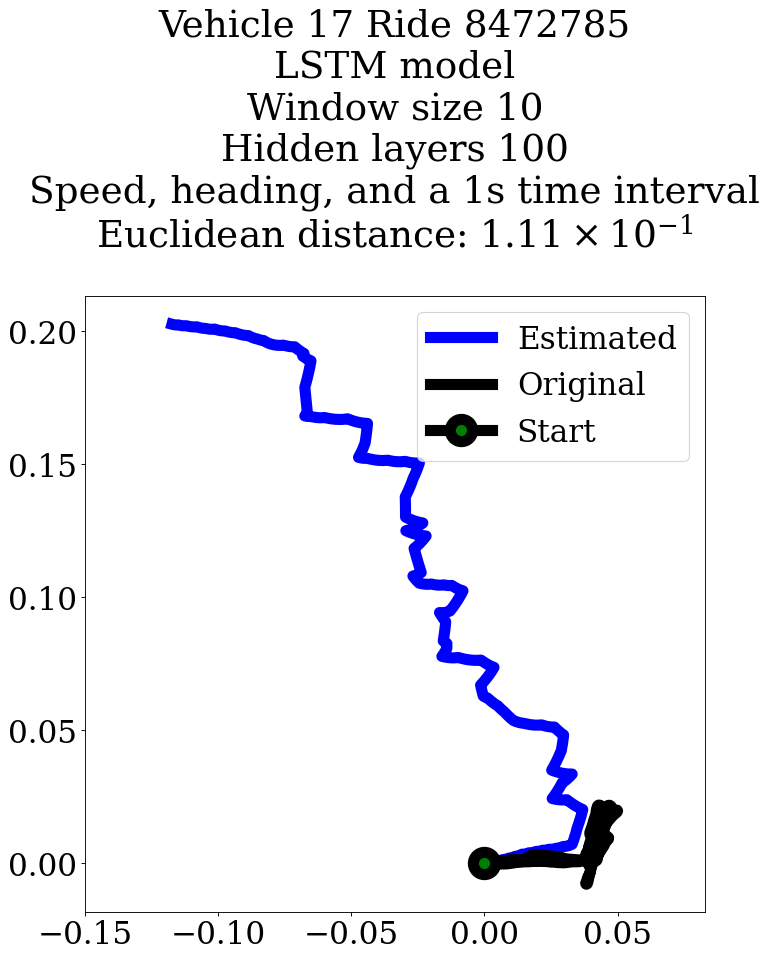 Vehicle 17 Ride 8472785
LSTM model
Window size 10
Hidden layers 100
Speed, heading, and a 1s time interval
Euclidean distance: 1.11 × 10⁻¹
Estimated
Original
Start
0.20
0.15
0.10
0.05
0.00
−0.15 −0.10 −0.05 0.00 0.05